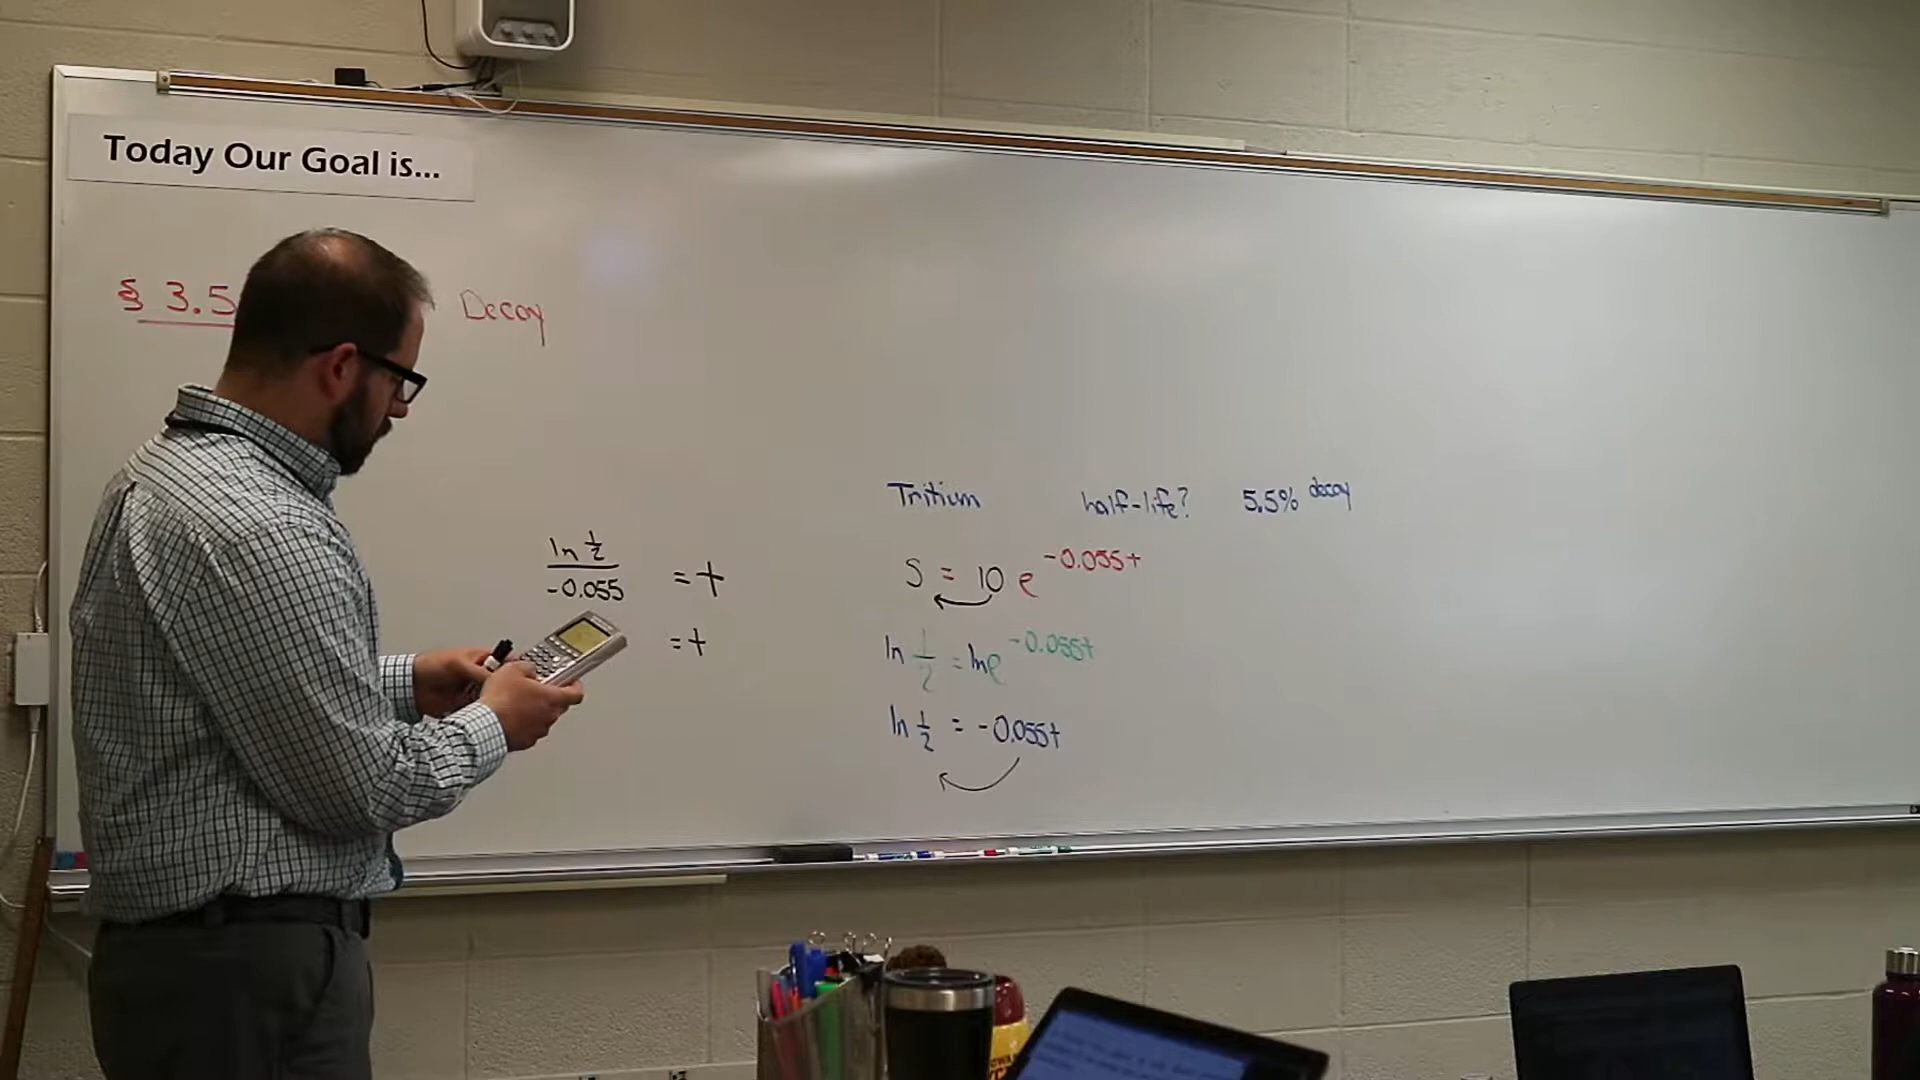 Today Our Goal is...
§ 3.5 Decay
Tritium half-life? 5.5% decay
5 = 10 e^-0.055t
ln 1/2 = ln e^-0.055t
ln 1/2 = -0.055t
ln 1/2 / -0.055 = t
= t